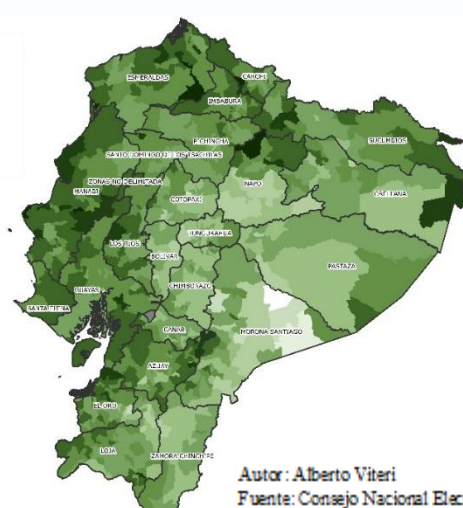 ESMERALDAS
CARCHI
IMBABURA
PICHINCHA
SUCUMBIOS
SANTO DOMINGO DE LOS TSACHILAS
ZONAS NO DELIMITADA
MANABI
COTOPAXI
NAPO
ORELLANA
LOS RIOS
TUNGURAHUA
BOLIVAR
PASTAZA
CHIMBORAZO
GUAYAS
SANTA ELENA
MORONA SANTIAGO
CAÑAR
AZUAY
EL ORO
LOJA
ZAMORA CHINCHIPE
Autor: Alberto Viteri
Fuente: Consejo Nacional Elec